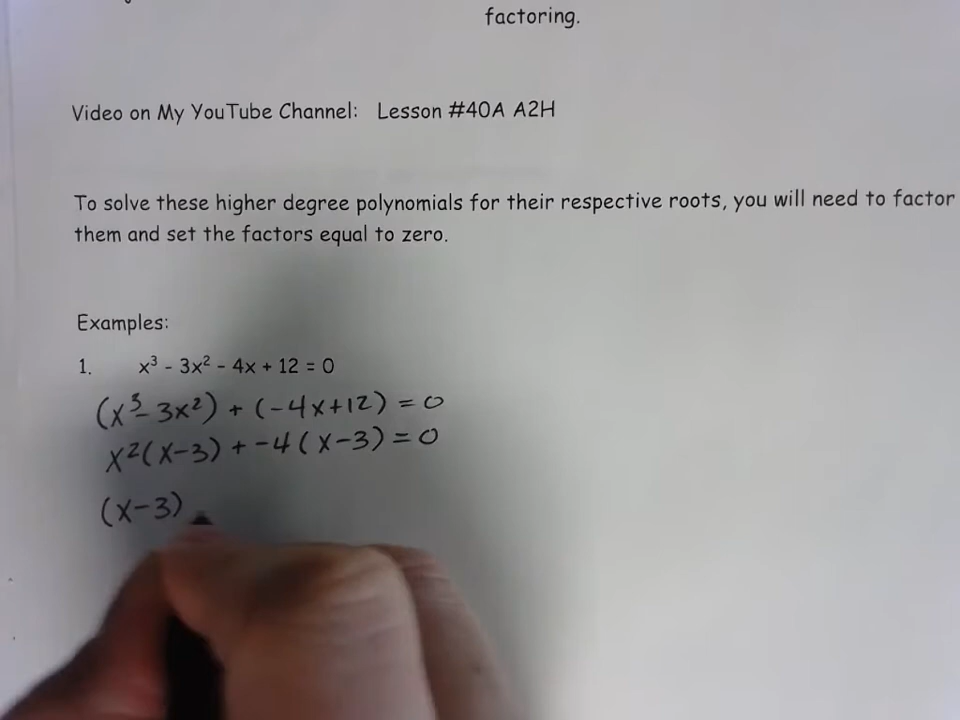 factoring.
Video on My YouTube Channel: Lesson #40A A2H
To solve these higher degree polynomials for their respective roots, you will need to factor
them and set the factors equal to zero.
Examples:
1. x³ - 3x² - 4x + 12 = 0
(x³ - 3x²) + (-4x+12) = 0
x²(x-3) + -4(x-3) = 0
(x-3)